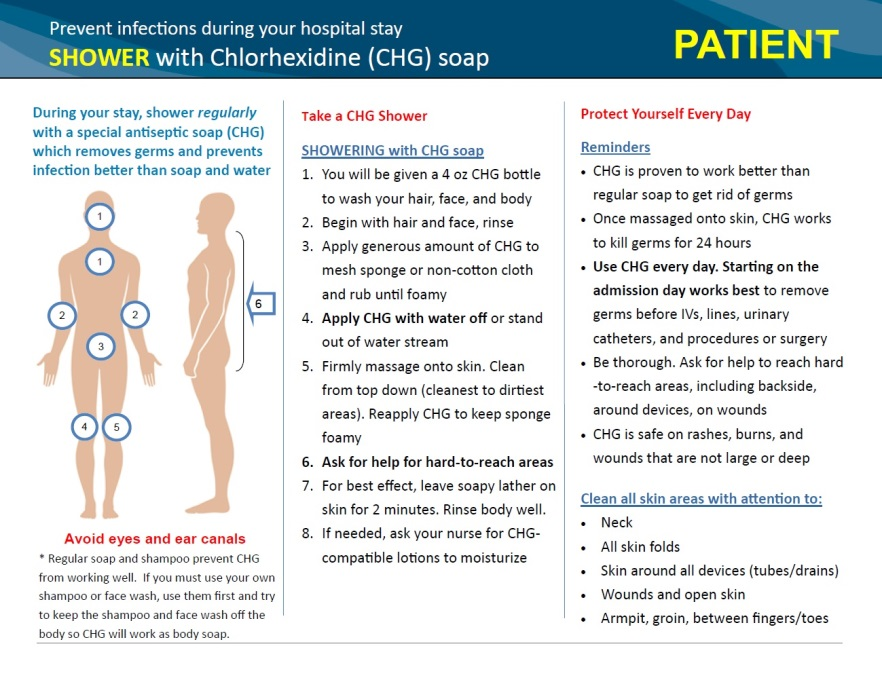 Prevent infections during your hospital stay
SHOWER with Chlorhexidine (CHG) soap
PATIENT
During your stay, shower regularly
with a special antiseptic soap (CHG)
which removes germs and prevents
infection better than soap and water
1
1
2
2
3
4
5
6
Avoid eyes and ear canals
* Regular soap and shampoo prevent CHG
from working well. If you must use your own
shampoo or face wash, use them first and try
to keep the shampoo and face wash off the
body so CHG will work as body soap.
Take a CHG Shower
SHOWERING with CHG soap
1. You will be given a 4 oz CHG bottle
to wash your hair, face, and body
2. Begin with hair and face, rinse
3. Apply generous amount of CHG to
mesh sponge or non-cotton cloth
and rub until foamy
4. Apply CHG with water off or stand
out of water stream
5. Firmly massage onto skin. Clean
from top down (cleanest to dirtiest
areas). Reapply CHG to keep sponge
foamy
6. Ask for help for hard-to-reach areas
7. For best effect, leave soapy lather on
skin for 2 minutes. Rinse body well.
8. If needed, ask your nurse for CHG-
compatible lotions to moisturize
Protect Yourself Every Day
Reminders
• CHG is proven to work better than
regular soap to get rid of germs
• Once massaged onto skin, CHG works
to kill germs for 24 hours
• Use CHG every day. Starting on the
admission day works best to remove
germs before IVs, lines, urinary
catheters, and procedures or surgery
• Be thorough. Ask for help to reach hard
-to-reach areas, including backside,
around devices, on wounds
• CHG is safe on rashes, burns, and
wounds that are not large or deep
Clean all skin areas with attention to:
• Neck
• All skin folds
• Skin around all devices (tubes/drains)
• Wounds and open skin
• Armpit, groin, between fingers/toes